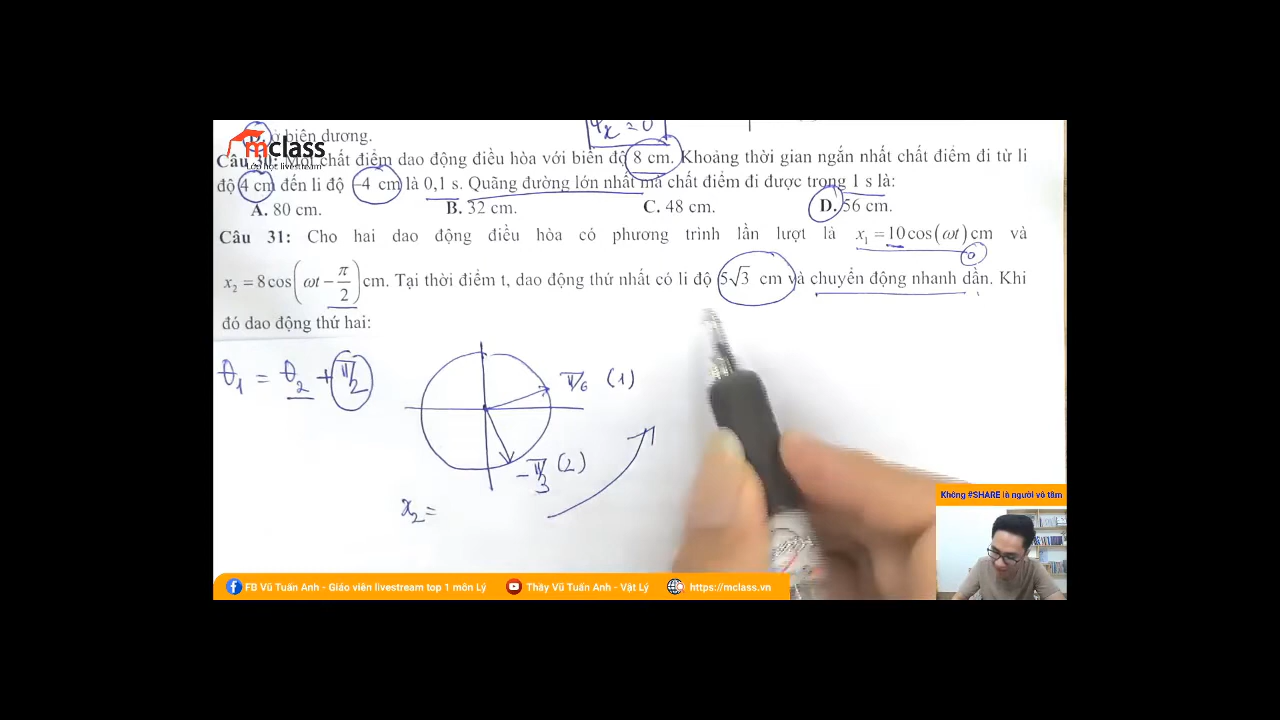 φx = 0
D. ở biên dương.
mclass
Câu 30: Một chất điểm dao động điều hòa với biên độ 8 cm. Khoảng thời gian ngắn nhất chất điểm đi từ li
độ 4 cm đến li độ −4 cm là 0,1 s. Quãng đường lớn nhất mà chất điểm đi được trong 1 s là:
A. 80 cm. B. 32 cm. C. 48 cm. D. 56 cm.
Câu 31: Cho hai dao động điều hòa có phương trình lần lượt là x₁ = 10cos(ωt) cm và
x₂ = 8cos(ωt − π/2) cm. Tại thời điểm t, dao động thứ nhất có li độ 5√3 cm và chuyển động nhanh dần. Khi
đó dao động thứ hai:
θ₁ = θ₂ + π/2
π/6 (1)
−π/3 (2)
x₂ =
Không #SHARE là người vô tâm
FB Vũ Tuấn Anh - Giáo viên livestream top 1 môn Lý Thầy Vũ Tuấn Anh - Vật Lý https://mclass.vn